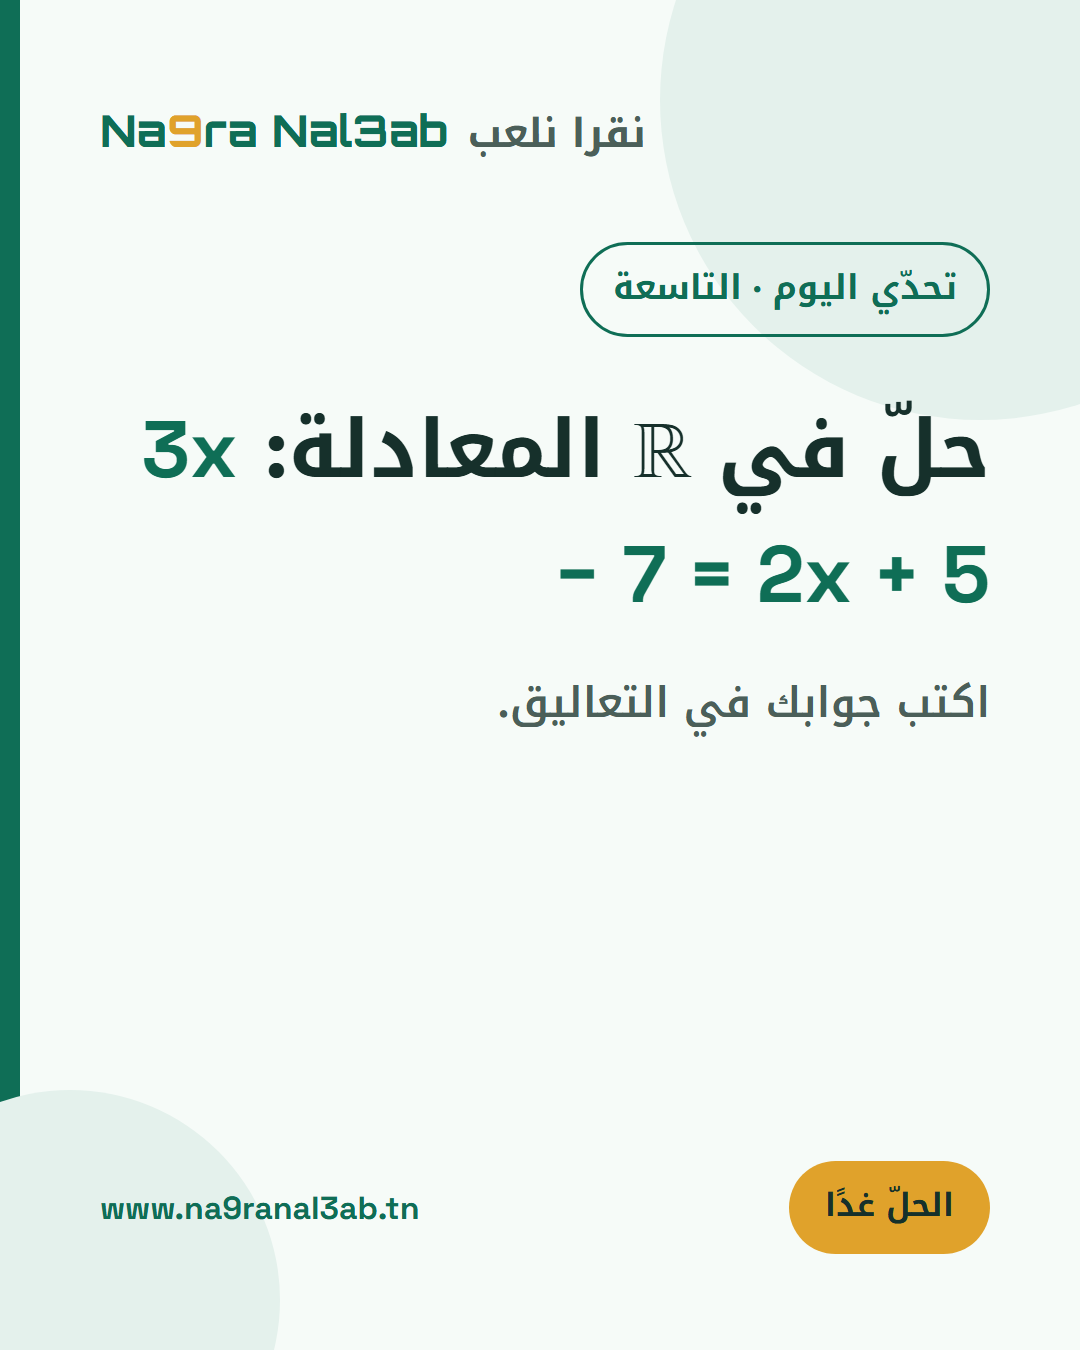 Na9ra Nal3ab نقرا نلعب
تحدّي اليوم · التاسعة
حلّ في ℝ المعادلة: 3x
− 7 = 2x + 5
اكتب جوابك في التعاليق.
www.na9ranal3ab.tn
الحلّ غدًا